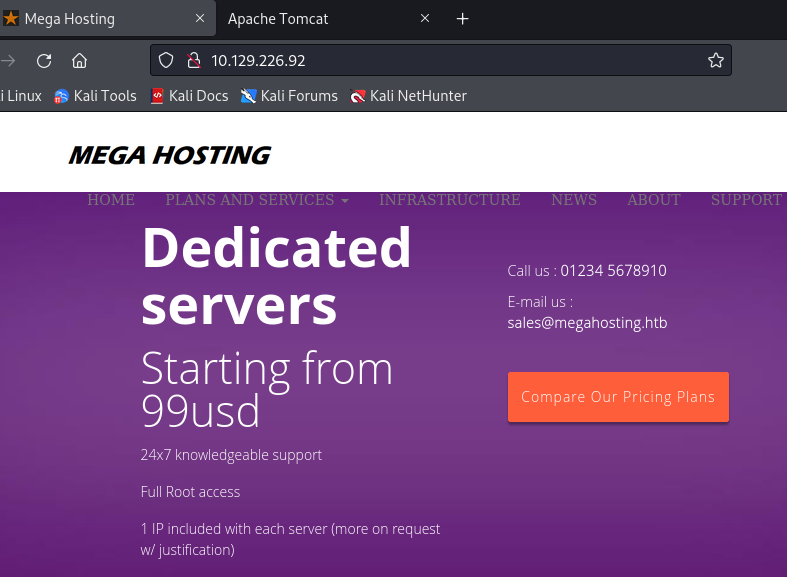 Mega Hosting
Apache Tomcat
10.129.226.92
i Linux Kali Tools Kali Docs Kali Forums Kali NetHunter
MEGA HOSTING
HOME PLANS AND SERVICES INFRASTRUCTURE NEWS ABOUT SUPPORT
Dedicated
servers
Starting from
99usd
24x7 knowledgeable support
Full Root access
1 IP included with each server (more on request
w/ justification)
Call us : 01234 5678910
E-mail us :
sales@megahosting.htb
Compare Our Pricing Plans